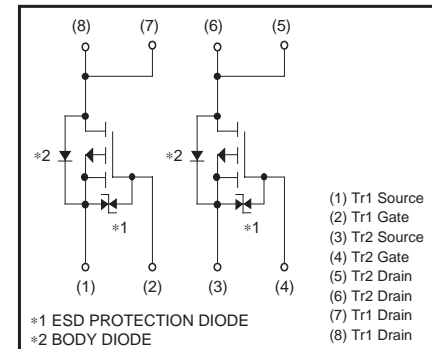 (8) (7) (6) (5)
∗2 ∗2
∗1 ∗1
(1) (2) (3) (4)
(1) Tr1 Source
(2) Tr1 Gate
(3) Tr2 Source
(4) Tr2 Gate
(5) Tr2 Drain
(6) Tr2 Drain
(7) Tr1 Drain
(8) Tr1 Drain
∗1 ESD PROTECTION DIODE
∗2 BODY DIODE